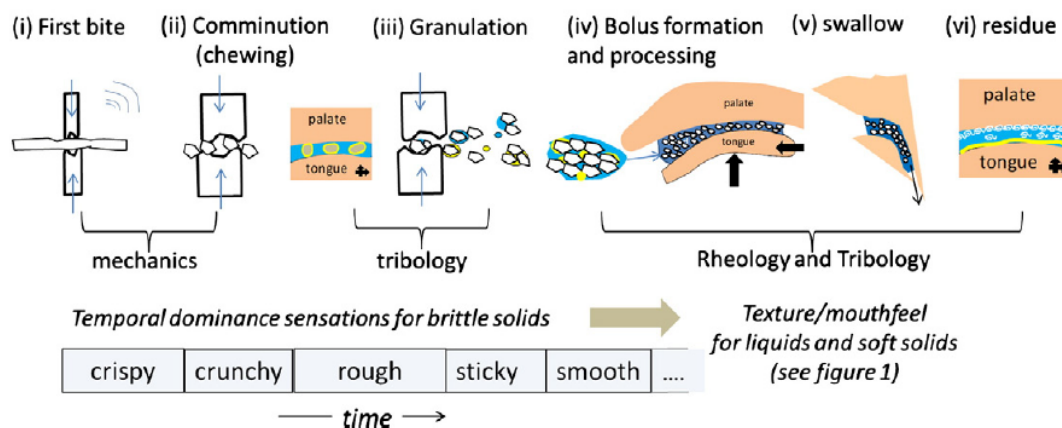 (i) First bite
(ii) Comminution
(chewing)
(iii) Granulation
(iv) Bolus formation
and processing
(v) swallow
(vi) residue
palate
tongue
palate
tongue
palate
tongue
mechanics
tribology
Rheology and Tribology
Temporal dominance sensations for brittle solids
Texture/mouthfeel
for liquids and soft solids
(see figure 1)
crispy
crunchy
rough
sticky
smooth
....
time